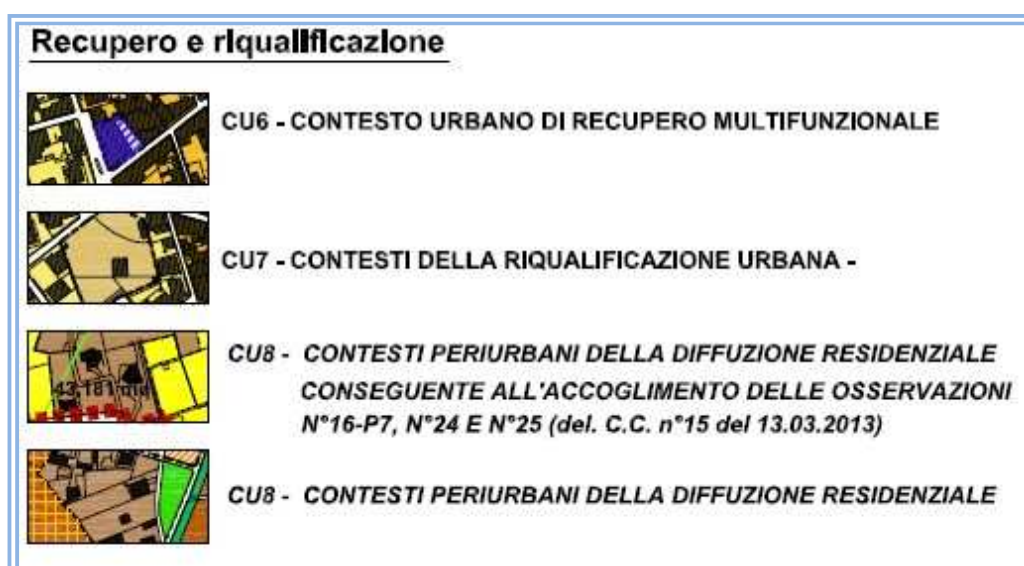 Recupero e riqualificazione
CU6 - CONTESTO URBANO DI RECUPERO MULTIFUNZIONALE
CU7 - CONTESTI DELLA RIQUALIFICAZIONE URBANA -
CU8 - CONTESTI PERIURBANI DELLA DIFFUZIONE RESIDENZIALE
CONSEGUENTE ALL'ACCOGLIMENTO DELLE OSSERVAZIONI
N°16-P7, N°24 E N°25 (del. C.C. n°15 del 13.03.2013)
CU8 - CONTESTI PERIURBANI DELLA DIFFUZIONE RESIDENZIALE